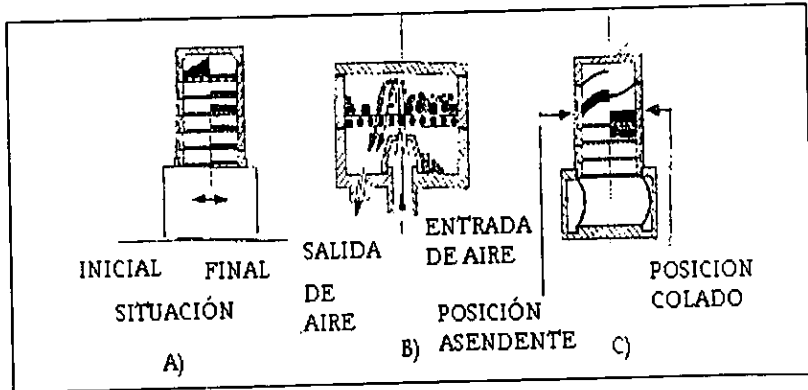 INICIAL FINAL
SITUACIÓN
A)
SALIDA
DE
AIRE
B)
ENTRADA
DE AIRE
POSICIÓN
ASENDENTE
C)
POSICION
COLADO